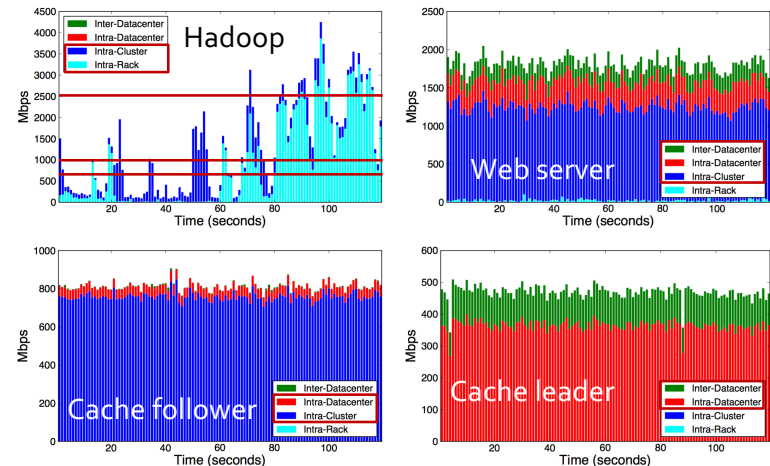 Hadoop
Inter-Datacenter
Intra-Datacenter
Intra-Cluster
Intra-Rack
Mbps
4500
4000
3500
3000
2500
2000
1500
1000
500
0
20 40 60 80 100
Time (seconds)
Web server
Inter-Datacenter
Intra-Datacenter
Intra-Cluster
Intra-Rack
Mbps
2500
2000
1500
1000
500
0
20 40 60 80 100
Time (seconds)
Cache follower
Inter-Datacenter
Intra-Datacenter
Intra-Cluster
Intra-Rack
Mbps
1000
800
600
400
200
0
20 40 60 80 100
Time (seconds)
Cache leader
Inter-Datacenter
Intra-Datacenter
Intra-Cluster
Intra-Rack
Mbps
600
500
400
300
200
100
0
20 40 60 80 100
Time (seconds)